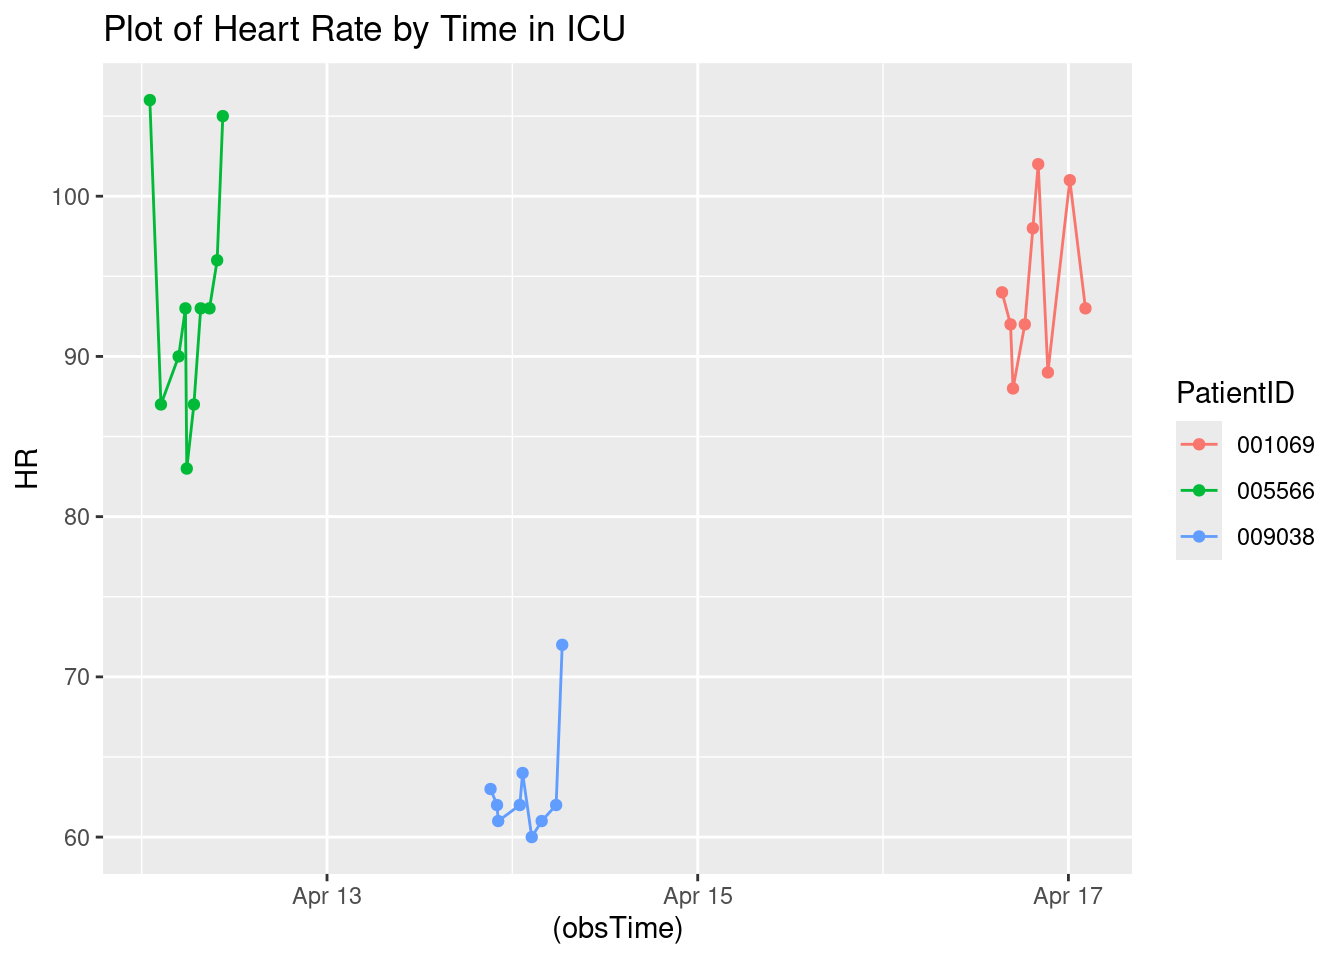 Plot of Heart Rate by Time in ICU
HR
100
90
80
70
60
Apr 13
Apr 15
Apr 17
(obsTime)
PatientID
001069
005566
009038